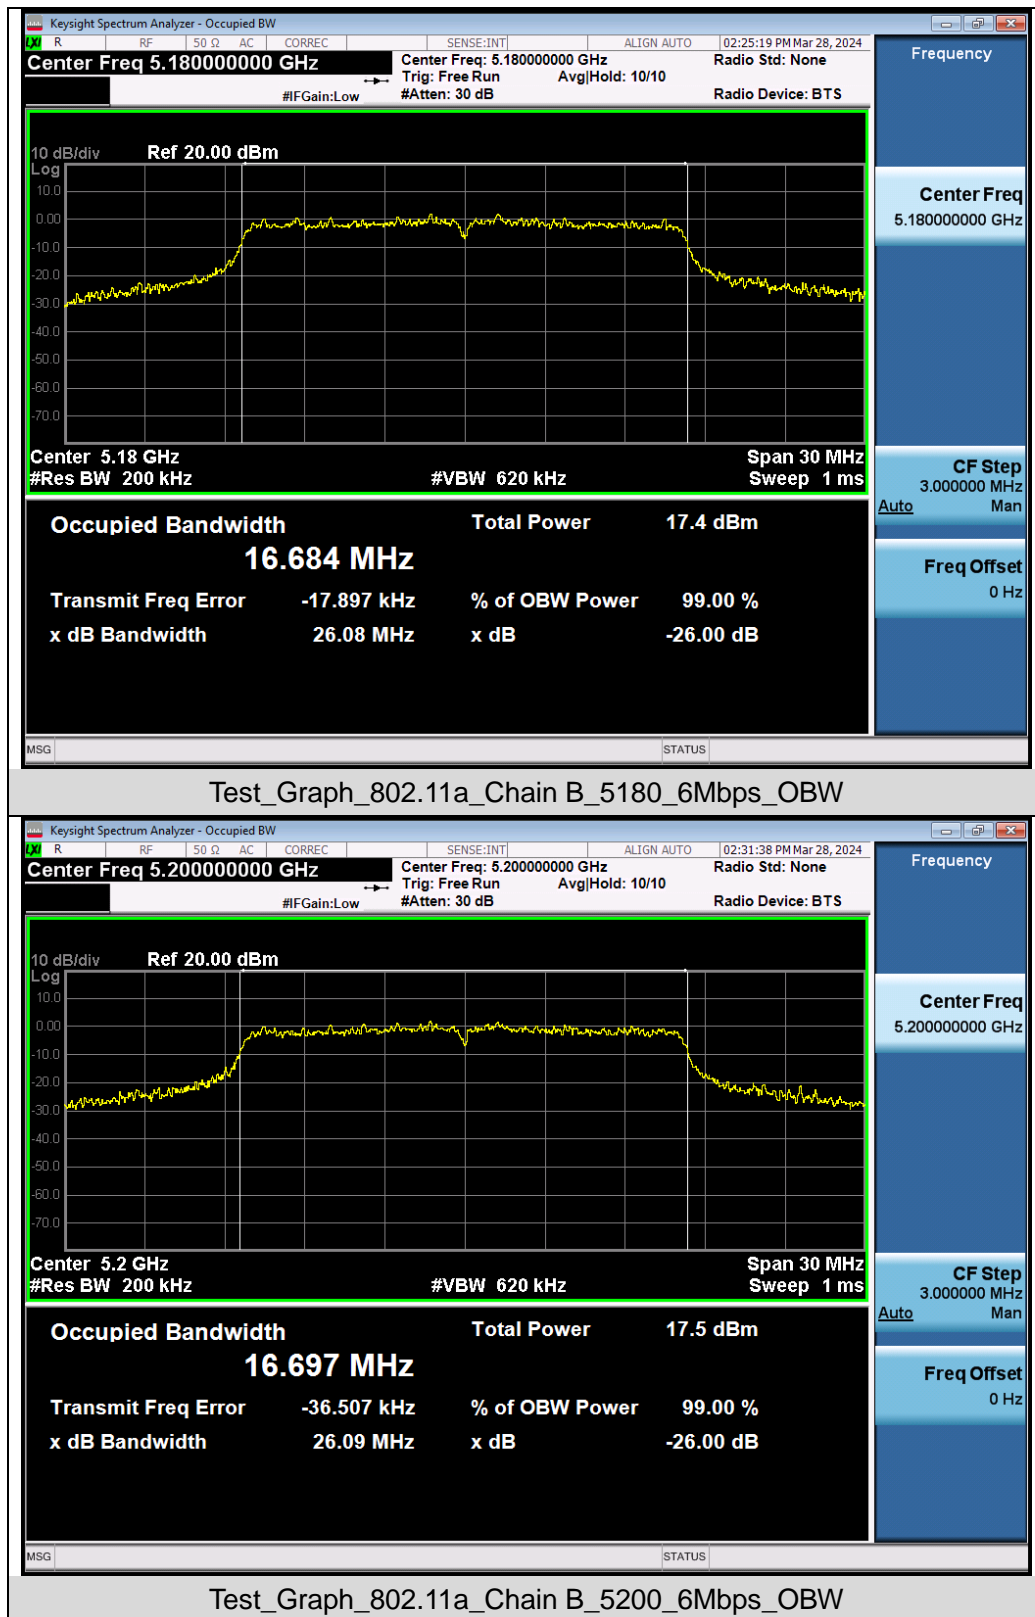 Keysight Spectrum Analyzer - Occupied BW
LXI R RF 50 Ω AC CORREC SENSE:INT ALIGN AUTO 02:25:19 PM Mar 28, 2024
Center Freq 5.180000000 GHz
Center Freq: 5.180000000 GHz Radio Std: None
Trig: Free Run Avg|Hold: 10/10
#IFGain:Low #Atten: 30 dB Radio Device: BTS
Frequency
10 dB/div Ref 20.00 dBm
Log
10.0
0.00
-10.0
-20.0
-30.0
-40.0
-50.0
-60.0
-70.0
Center 5.18 GHz Span 30 MHz
#Res BW 200 kHz #VBW 620 kHz Sweep 1 ms
Center Freq
5.180000000 GHz
CF Step
3.000000 MHz
Auto Man
Freq Offset
0 Hz
Occupied Bandwidth Total Power 17.4 dBm
16.684 MHz
Transmit Freq Error -17.897 kHz % of OBW Power 99.00 %
x dB Bandwidth 26.08 MHz x dB -26.00 dB
MSG STATUS
Test_Graph_802.11a_Chain B_5180_6Mbps_OBW
Keysight Spectrum Analyzer - Occupied BW
LXI R RF 50 Ω AC CORREC SENSE:INT ALIGN AUTO 02:31:38 PM Mar 28, 2024
Center Freq 5.200000000 GHz
Center Freq: 5.200000000 GHz Radio Std: None
Trig: Free Run Avg|Hold: 10/10
#IFGain:Low #Atten: 30 dB Radio Device: BTS
Frequency
10 dB/div Ref 20.00 dBm
Log
10.0
0.00
-10.0
-20.0
-30.0
-40.0
-50.0
-60.0
-70.0
Center 5.2 GHz Span 30 MHz
#Res BW 200 kHz #VBW 620 kHz Sweep 1 ms
Center Freq
5.200000000 GHz
CF Step
3.000000 MHz
Auto Man
Freq Offset
0 Hz
Occupied Bandwidth Total Power 17.5 dBm
16.697 MHz
Transmit Freq Error -36.507 kHz % of OBW Power 99.00 %
x dB Bandwidth 26.09 MHz x dB -26.00 dB
MSG STATUS
Test_Graph_802.11a_Chain B_5200_6Mbps_OBW